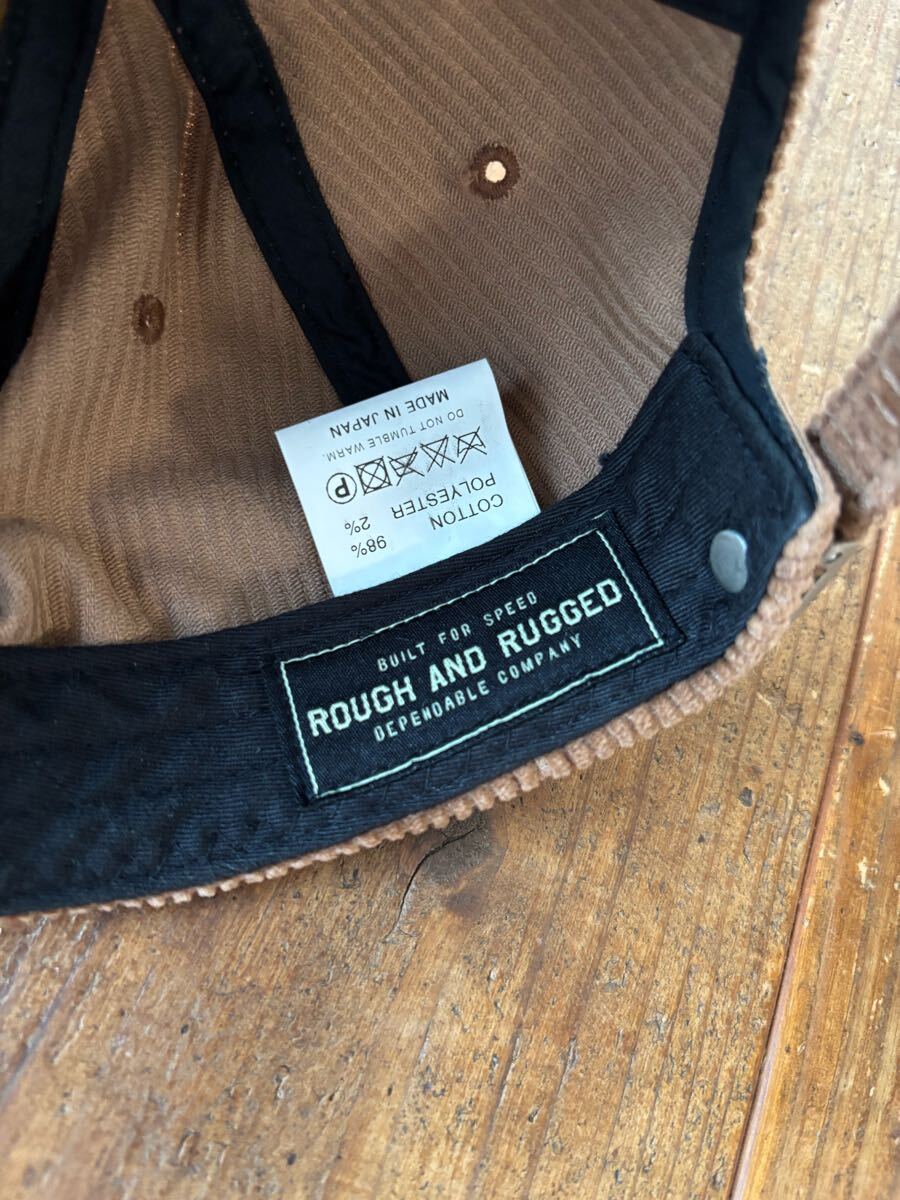 COTTON 98%
POLYESTER 2%
P
DO NOT TUMBLE WARM.
MADE IN JAPAN
BUILT FOR SPEED
ROUGH AND RUGGED
DEPENDABLE COMPANY